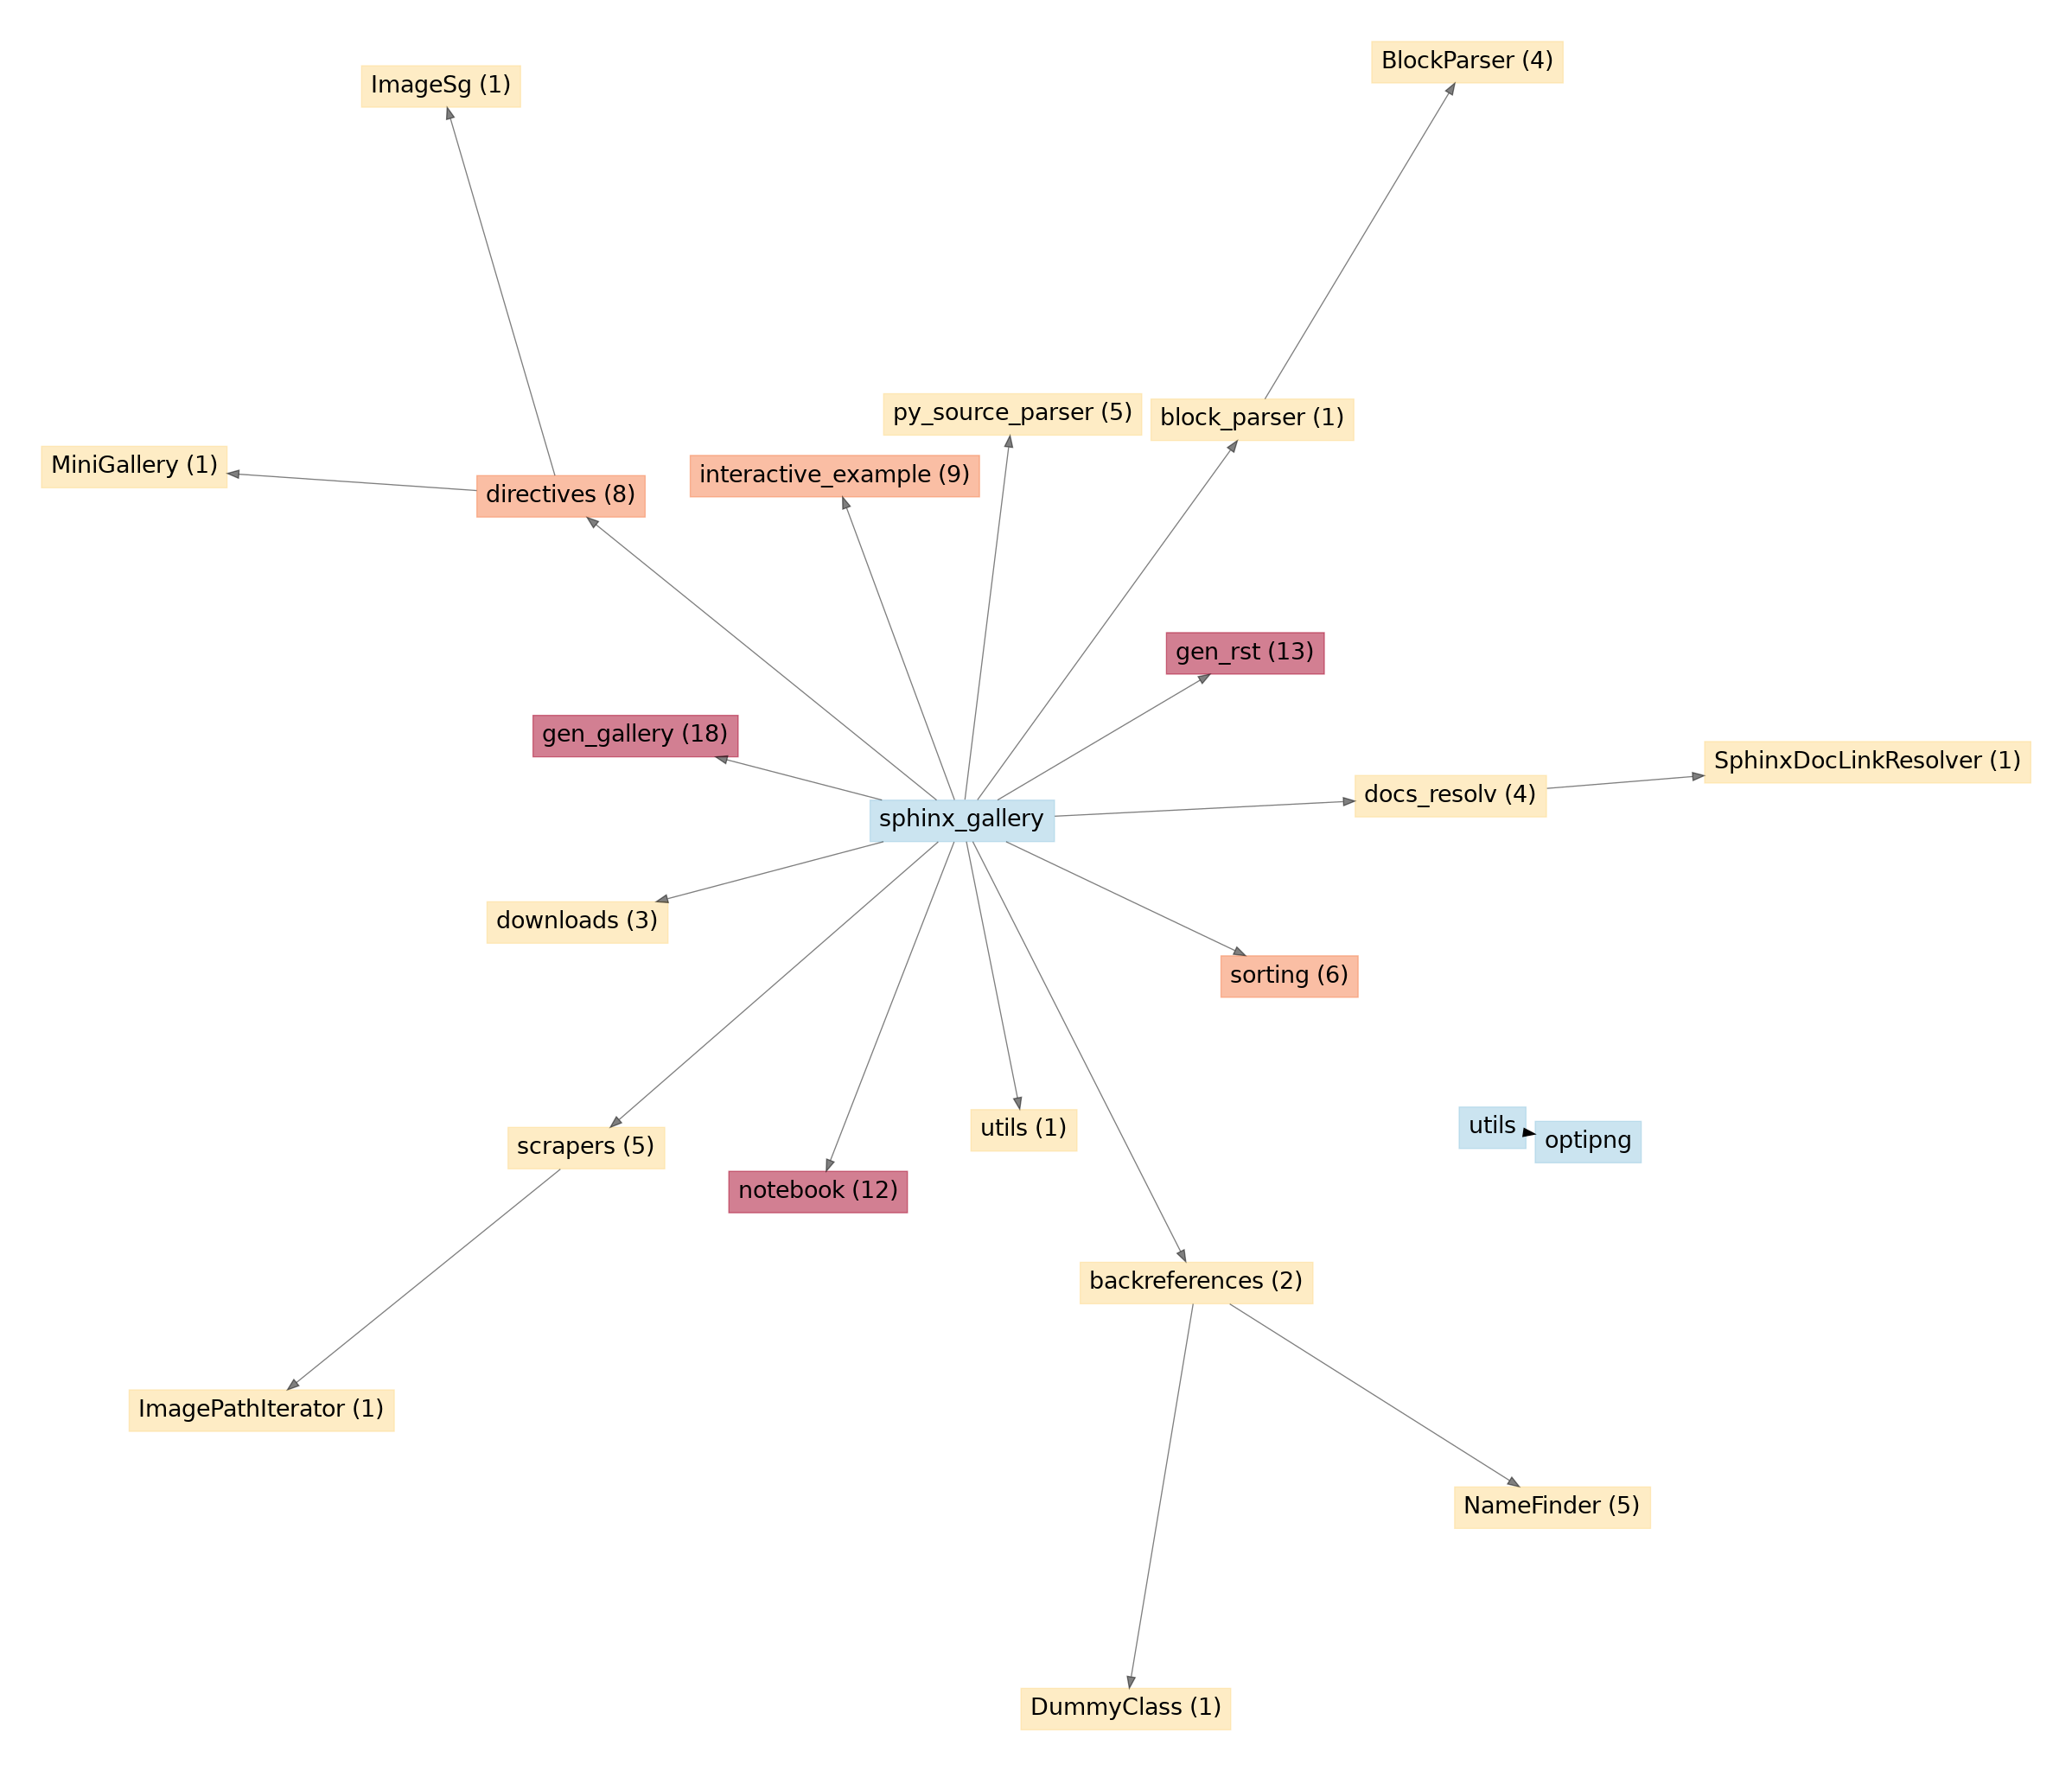 BlockParser (4)
ImageSg (1)
py_source_parser (5)
block_parser (1)
MiniGallery (1)
interactive_example (9)
directives (8)
gen_rst (13)
gen_gallery (18)
SphinxDocLinkResolver (1)
docs_resolv (4)
sphinx_gallery
downloads (3)
sorting (6)
utils
utils (1)
optipng
scrapers (5)
notebook (12)
backreferences (2)
ImagePathIterator (1)
NameFinder (5)
DummyClass (1)